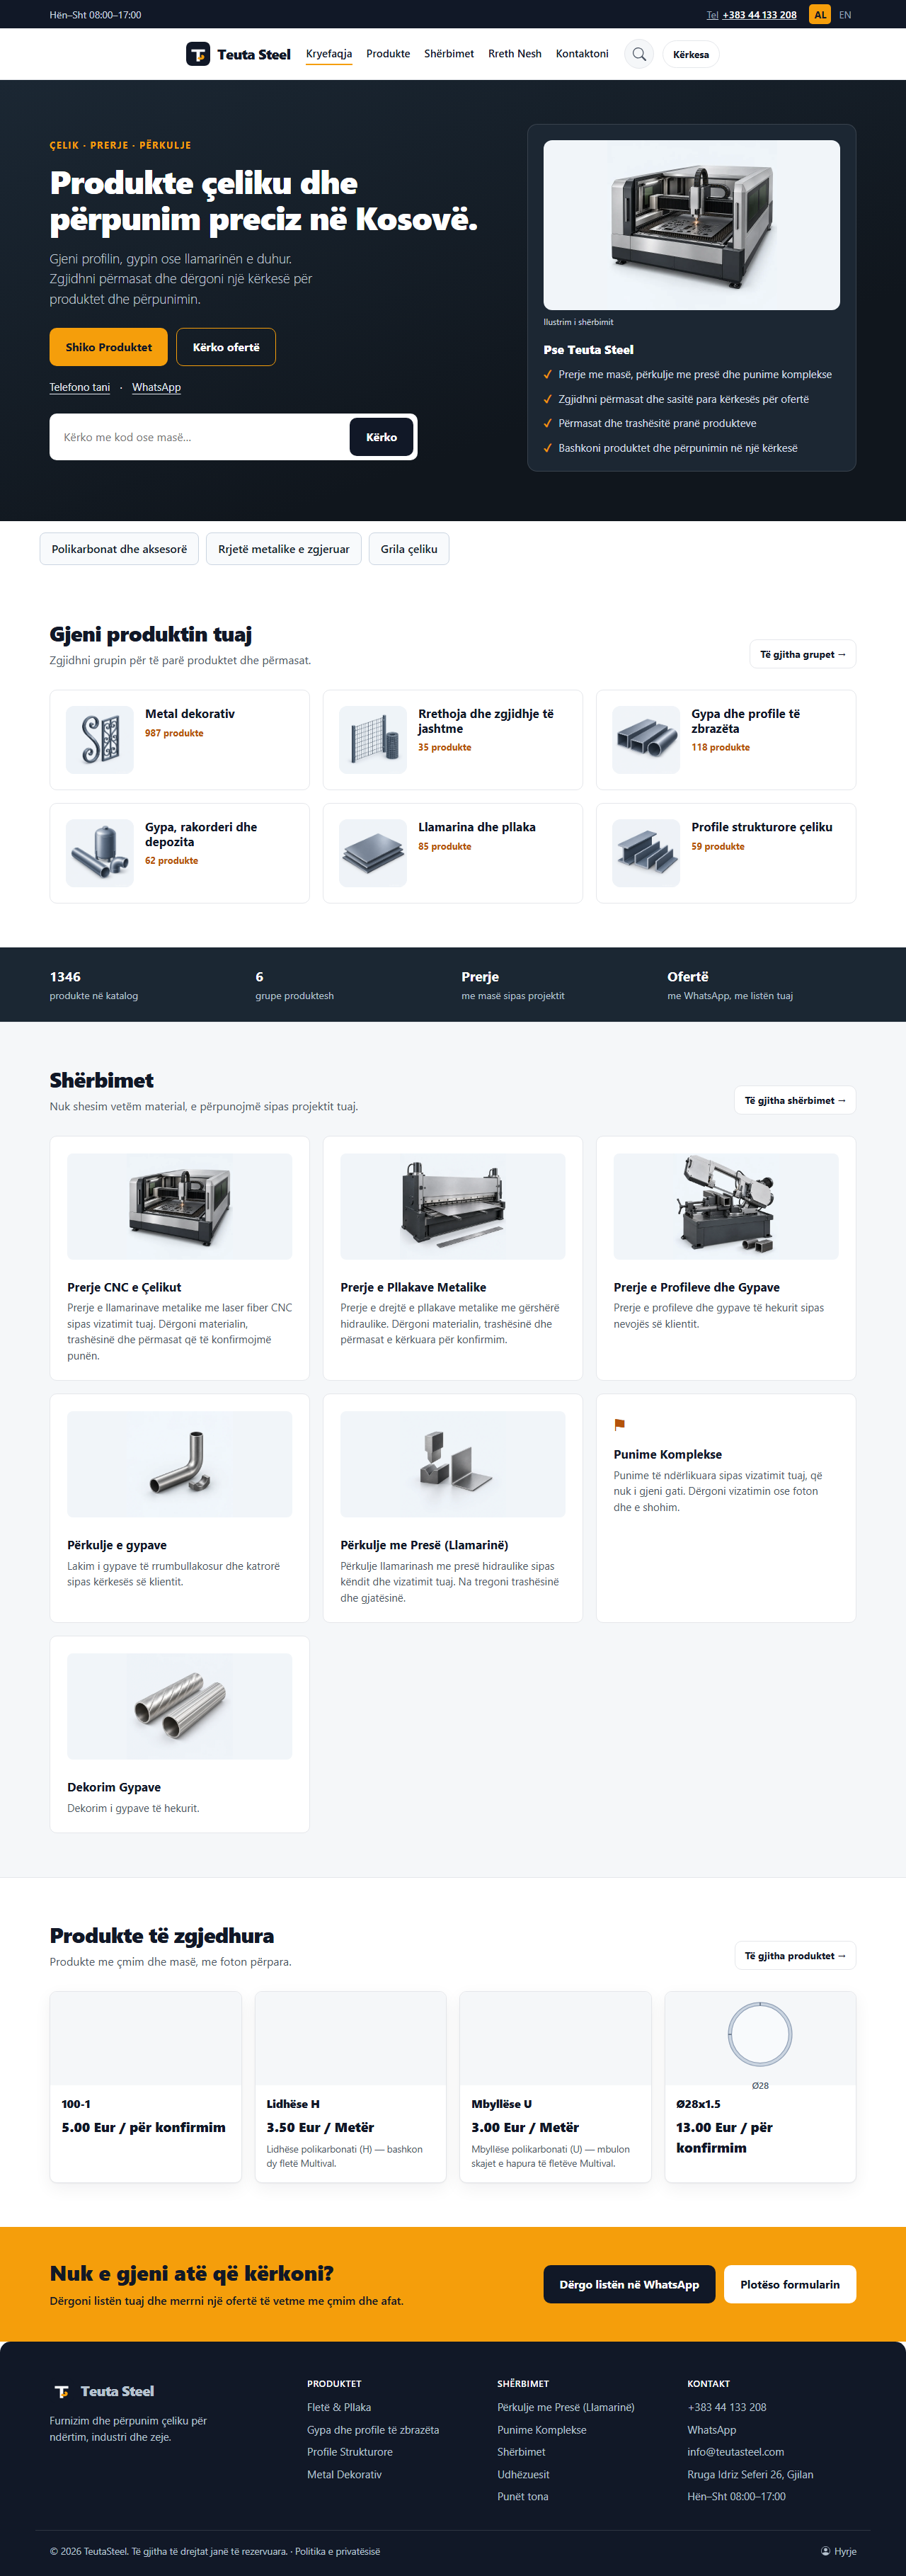 Hën–Sht 08:00–17:00
Tel +383 44 133 208
AL EN
Teuta Steel
Kryefaqja
Produkte
Shërbimet
Rreth Nesh
Kontaktoni
Kërkesa
ÇELIK · PRERJE · PËRKULJE
Produkte çeliku dhe
përpunim preciz në Kosovë.
Gjeni profilin, gypin ose llamarinën e duhur.
Zgjidhni përmasat dhe dërgoni një kërkesë për
produktet dhe përpunimin.
Shiko Produktet
Kërko ofertë
Telefono tani · WhatsApp
Kërko me kod ose masë...
Kërko
Ilustrim i shërbimit
Pse Teuta Steel
✓ Prerje me masë, përkulje me presë dhe punime komplekse
✓ Zgjidhni përmasat dhe sasitë para kërkesës për ofertë
✓ Përmasat dhe trashësitë pranë produkteve
✓ Bashkoni produktet dhe përpunimin në një kërkesë
Polikarbonat dhe aksesorë
Rrjetë metalike e zgjeruar
Grila çeliku
Gjeni produktin tuaj
Zgjidhni grupin për të parë produktet dhe përmasat.
Të gjitha grupet →
Metal dekorativ
987 produkte
Rrethoja dhe zgjidhje të
jashtme
35 produkte
Gypa dhe profile të
zbrazëta
118 produkte
Gypa, rakorderi dhe
depozita
62 produkte
Llamarina dhe pllaka
85 produkte
Profile strukturore çeliku
59 produkte
1346
produkte në katalog
6
grupe produktesh
Prerje
me masë sipas projektit
Ofertë
me WhatsApp, me listën tuaj
Shërbimet
Nuk shesim vetëm material, e përpunojmë sipas projektit tuaj.
Të gjitha shërbimet →
Prerje CNC e Çelikut
Prerje e llamarinave metalike me laser fiber CNC
sipas vizatimit tuaj. Dërgoni materialin,
trashësinë dhe përmasat që të konfirmojmë
punën.
Prerje e Pllakave Metalike
Prerje e drejtë e pllakave metalike me gërshërë
hidraulike. Dërgoni materialin, trashësinë dhe
përmasat e kërkuara për konfirmim.
Prerje e Profileve dhe Gypave
Prerje e profileve dhe gypave të hekurit sipas
nevojës së klientit.
Përkulje e gypave
Lakim i gypave të rrumbullakosur dhe katrorë
sipas kërkesës së klientit.
Përkulje me Presë (Llamarinë)
Përkulje llamarinash me presë hidraulike sipas
këndit dhe vizatimit tuaj. Na tregoni trashësinë
dhe gjatësinë.
Punime Komplekse
Punime të ndërlikuara sipas vizatimit tuaj, që
nuk i gjeni gati. Dërgoni vizatimin ose foton
dhe e shohim.
Dekorim Gypave
Dekorim i gypave të hekurit.
Produkte të zgjedhura
Produkte me çmim dhe masë, me foton përpara.
Të gjitha produktet →
100-1
5.00 Eur / për konfirmim
Lidhëse H
3.50 Eur / Metër
Lidhëse polikarbonati (H) — bashkon
dy fletë Multival.
Mbyllëse U
3.00 Eur / Metër
Mbyllëse polikarbonati (U) — mbulon
skajet e hapura të fletëve Multival.
Ø28
Ø28x1.5
13.00 Eur / për
konfirmim
Nuk e gjeni atë që kërkoni?
Dërgoni listën tuaj dhe merrni një ofertë të vetme me çmim dhe afat.
Dërgo listën në WhatsApp
Plotëso formularin
Teuta Steel
Furnizim dhe përpunim çeliku për
ndërtim, industri dhe zeje.
PRODUKTET
Fletë & Pllaka
Gypa dhe profile të zbrazëta
Profile Strukturore
Metal Dekorativ
SHËRBIMET
Përkulje me Presë (Llamarinë)
Punime Komplekse
Shërbimet
Udhëzuesit
Punët tona
KONTAKT
+383 44 133 208
WhatsApp
info@teutasteel.com
Rruga Idriz Seferi 26, Gjilan
Hën–Sht 08:00–17:00
© 2026 TeutaSteel. Të gjitha të drejtat janë të rezervuara. · Politika e privatësisë
Hyrje